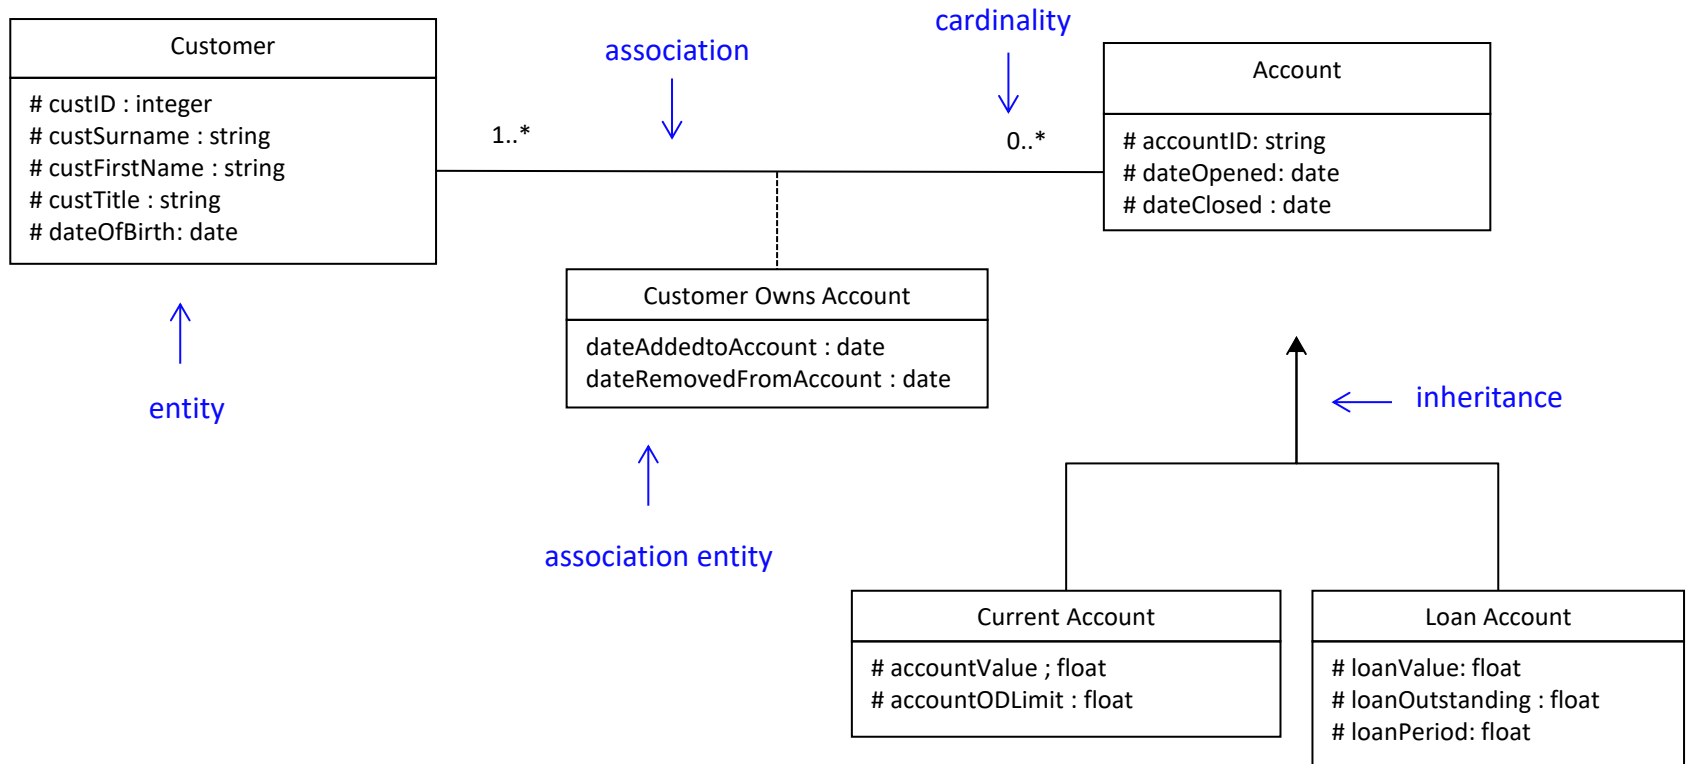 cardinality
Customer
association
Account
# custID : integer
# custSurname : string
# custFirstName : string
# custTitle : string
# dateOfBirth: date
1..*
0..*
# accountID: string
# dateOpened: date
# dateClosed : date
Customer Owns Account
dateAddedtoAccount : date
dateRemovedFromAccount : date
entity
inheritance
association entity
Current Account
# accountValue ; float
# accountODLimit : float
Loan Account
# loanValue: float
# loanOutstanding : float
# loanPeriod: float